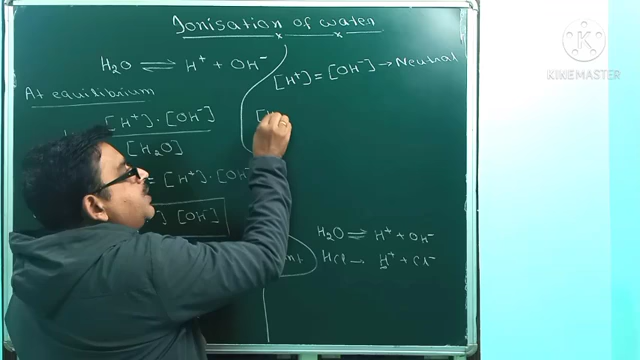 Ionisation of water
H₂O ⇌ H⁺ + OH⁻
At equilibrium
[H⁺]·[OH⁻]
[H₂O]
= [H⁺]·[OH
] [OH⁻]
[H⁺] = [OH⁻] → Neutral
[H
H₂O ⇌ H⁺ + OH⁻
HCl → H⁺ + Cl⁻
KINEMASTER